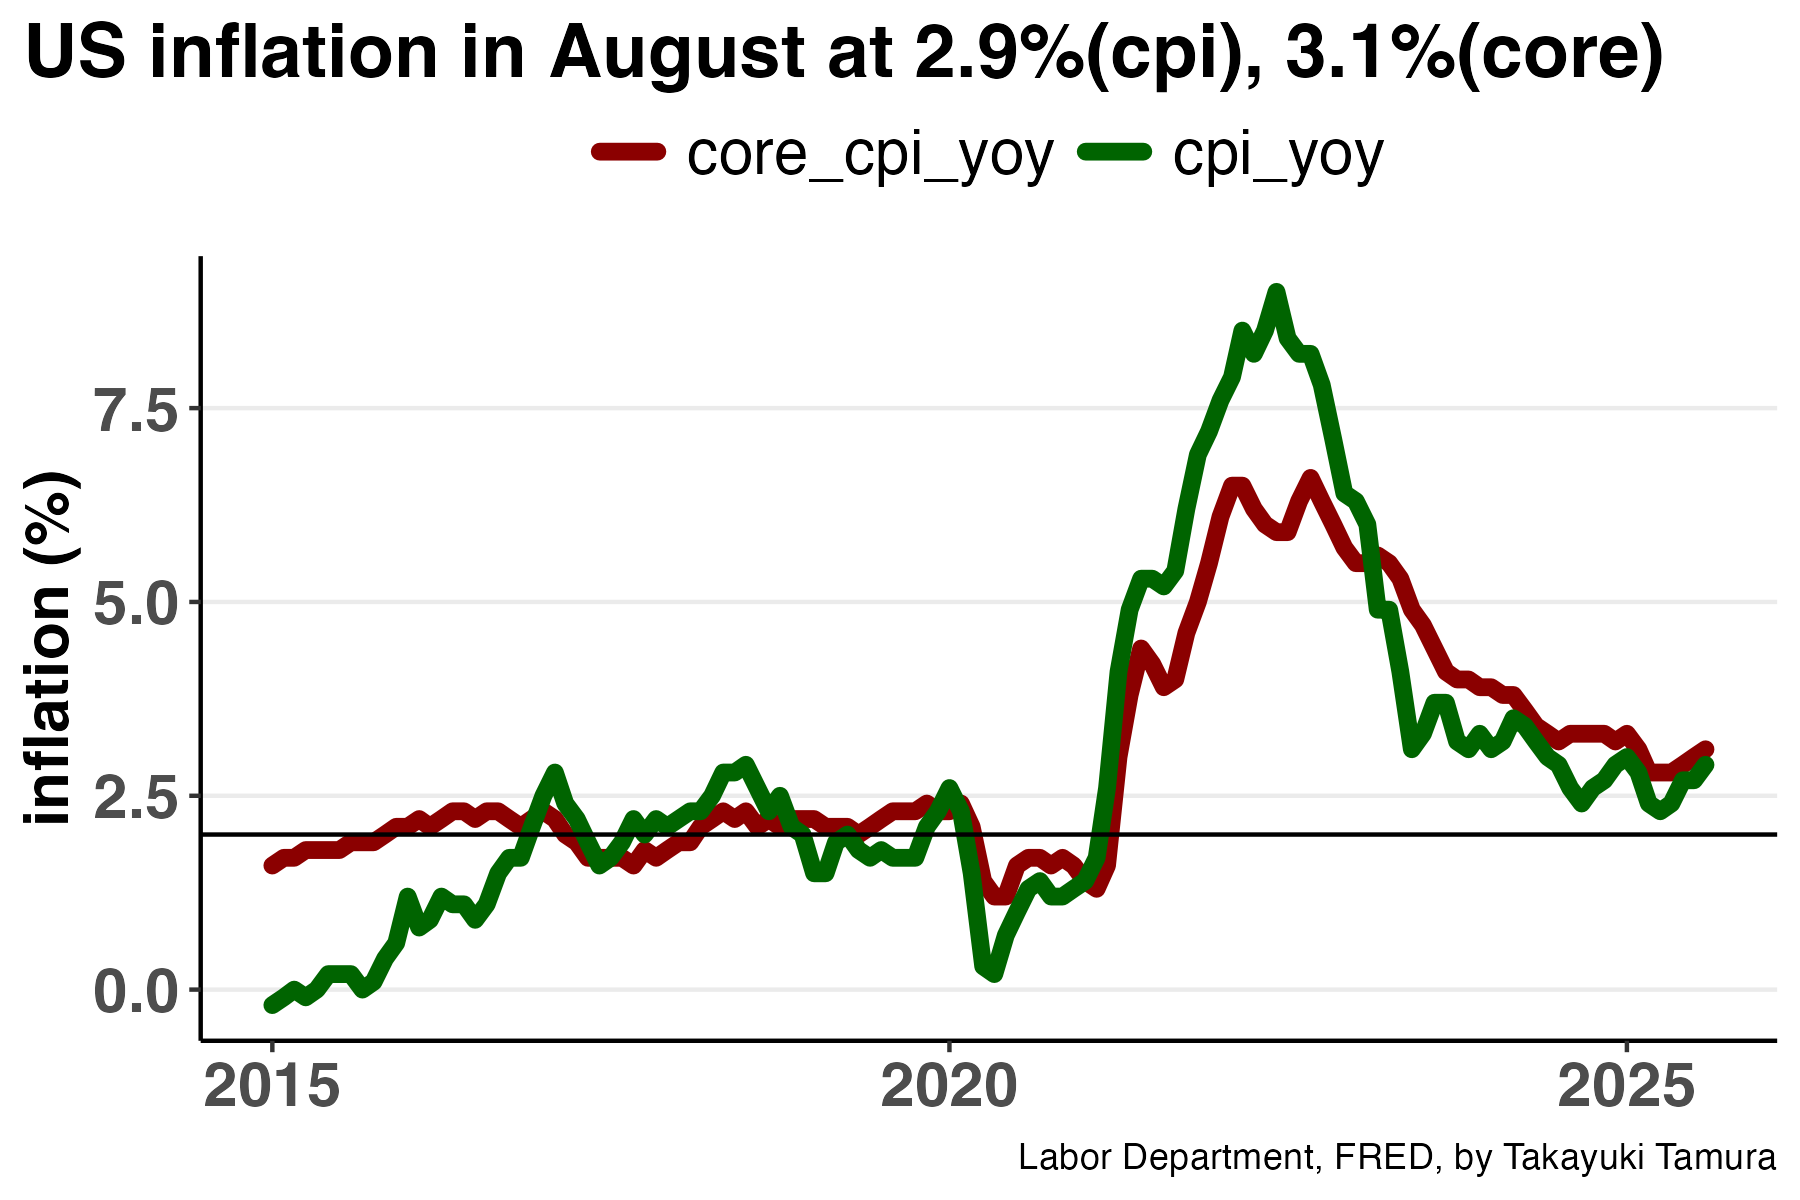 US inflation in August at 2.9%(cpi), 3.1%(core)
core_cpi_yoy cpi_yoy
inflation (%)
7.5
5.0
2.5
0.0
2015 2020 2025
Labor Department, FRED, by Takayuki Tamura